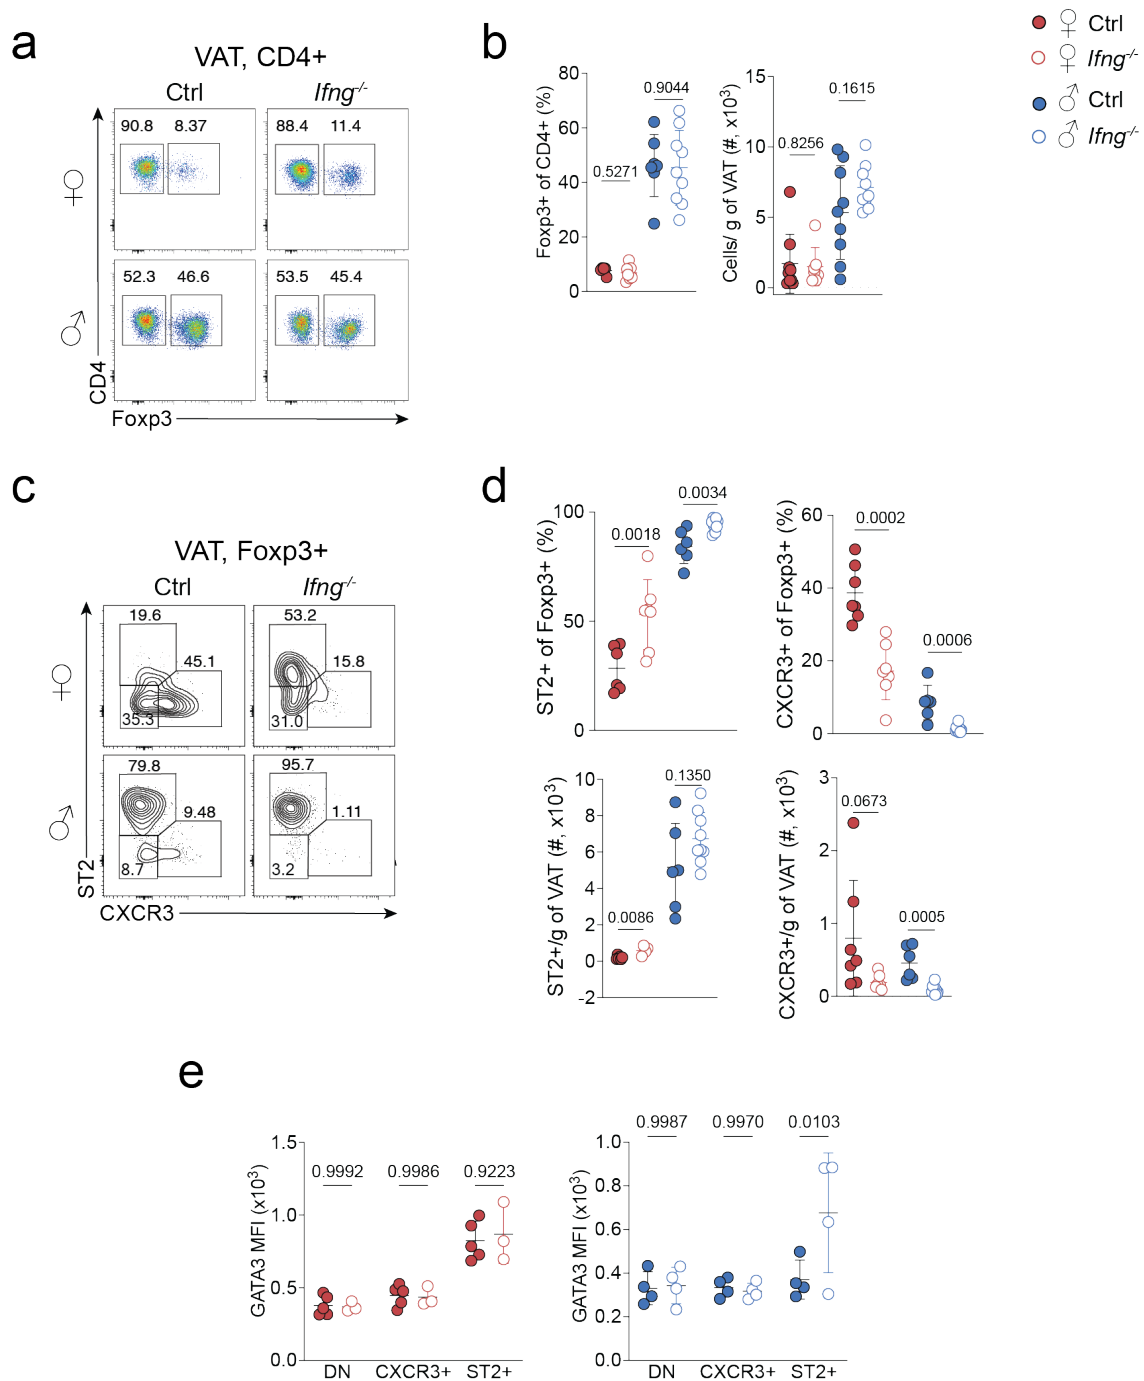 a
VAT, CD4+
Ctrl
Ifng-/-
♀
90.8 8.37
88.4 11.4
♂
52.3 46.6
53.5 45.4
CD4
Foxp3
b
Foxp3+ of CD4+ (%)
80
60
40
20
0
0.5271
0.9044
Cells/ g of VAT (#, x10³)
15
10
5
0
0.8256
0.1615
♀ Ctrl
♀ Ifng-/-
♂ Ctrl
♂ Ifng-/-
c
VAT, Foxp3+
Ctrl
Ifng-/-
♀
19.6
45.1
35.3
53.2
15.8
31.0
♂
79.8
9.48
8.7
95.7
1.11
3.2
ST2
CXCR3
d
ST2+ of Foxp3+ (%)
100
50
0
0.0018
0.0034
CXCR3+ of Foxp3+ (%)
60
40
20
0
0.0002
0.0006
ST2+/g of VAT (#, x10³)
10
8
6
4
2
0
-2
0.0086
0.1350
CXCR3+/g of VAT (#, x10³)
3
2
1
0
0.0673
0.0005
e
GATA3 MFI (x10³)
1.5
1.0
0.5
0.0
0.9992
0.9986
0.9223
DN CXCR3+ ST2+
GATA3 MFI (x10³)
1.0
0.8
0.6
0.4
0.2
0.0
0.9987
0.9970
0.0103
DN CXCR3+ ST2+